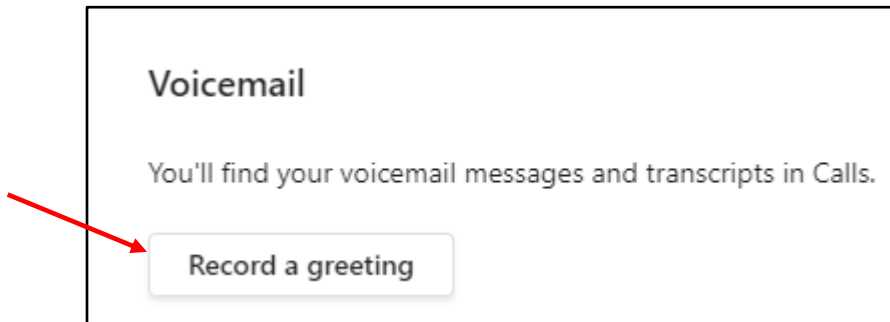 Voicemail
You'll find your voicemail messages and transcripts in Calls.
Record a greeting